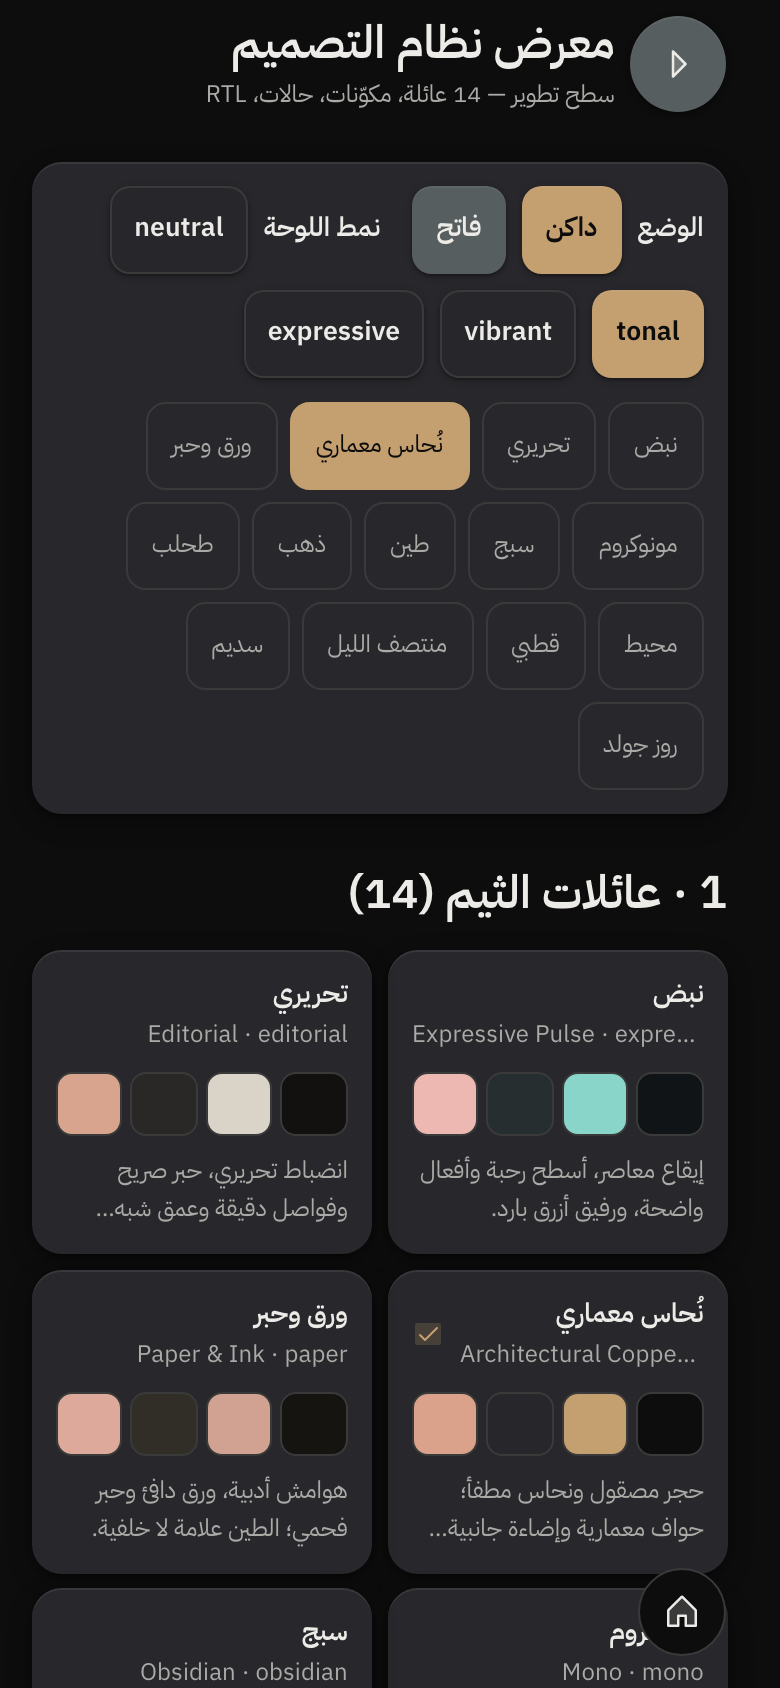 معرض نظام التصميم
سطح تطوير — 14 عائلة، مكوّنات، حالات، RTL
الوضع داكن فاتح نمط اللوحة neutral
tonal vibrant expressive
نبض تحريري نُحاس معماري ورق وحبر
مونوكروم سبج طين ذهب طحلب
محيط قطبي منتصف الليل سديم
روز جولد
1 · عائلات الثيم (14)
نبض
Expressive Pulse · expre...
إيقاع معاصر، أسطح رحبة وأفعال
واضحة، ورفيق أزرق بارد.
تحريري
Editorial · editorial
انضباط تحريري، حبر صريح
وفواصل دقيقة وعمق شبه...
نُحاس معماري
Architectural Coppe...
حجر مصقول ونحاس مطفأ؛
حواف معمارية وإضاءة جانبية...
ورق وحبر
Paper & Ink · paper
هوامش أدبية، ورق دافئ وحبر
فحمي؛ الطين علامة لا خلفية.
Mono · mono
سبج
Obsidian · obsidian